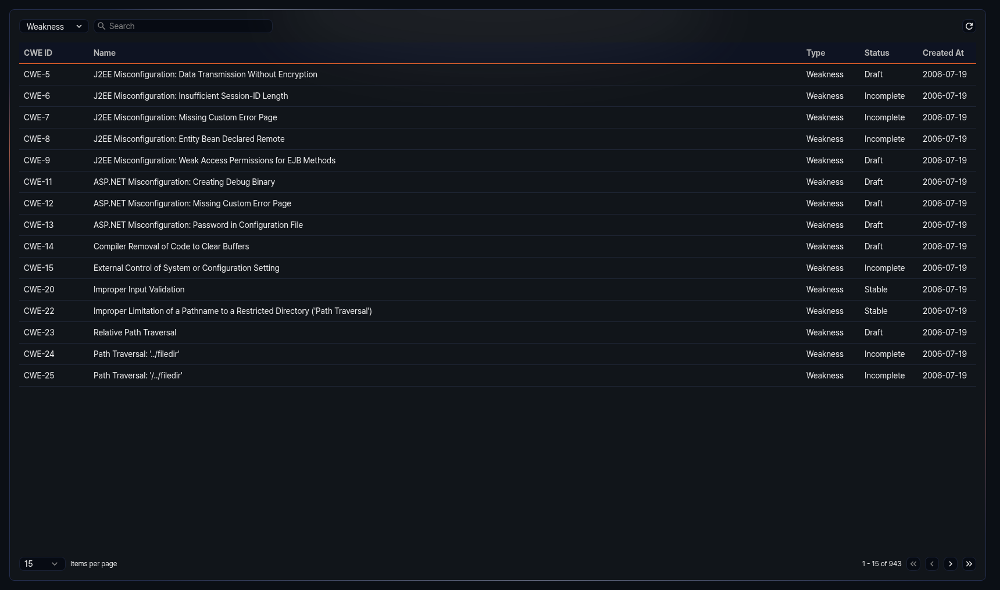 Weakness Search
CWE ID Name Type Status Created At
CWE-5 J2EE Misconfiguration: Data Transmission Without Encryption Weakness Draft 2006-07-19
CWE-6 J2EE Misconfiguration: Insufficient Session-ID Length Weakness Incomplete 2006-07-19
CWE-7 J2EE Misconfiguration: Missing Custom Error Page Weakness Incomplete 2006-07-19
CWE-8 J2EE Misconfiguration: Entity Bean Declared Remote Weakness Incomplete 2006-07-19
CWE-9 J2EE Misconfiguration: Weak Access Permissions for EJB Methods Weakness Draft 2006-07-19
CWE-11 ASP.NET Misconfiguration: Creating Debug Binary Weakness Draft 2006-07-19
CWE-12 ASP.NET Misconfiguration: Missing Custom Error Page Weakness Draft 2006-07-19
CWE-13 ASP.NET Misconfiguration: Password in Configuration File Weakness Draft 2006-07-19
CWE-14 Compiler Removal of Code to Clear Buffers Weakness Draft 2006-07-19
CWE-15 External Control of System or Configuration Setting Weakness Incomplete 2006-07-19
CWE-20 Improper Input Validation Weakness Stable 2006-07-19
CWE-22 Improper Limitation of a Pathname to a Restricted Directory ('Path Traversal') Weakness Stable 2006-07-19
CWE-23 Relative Path Traversal Weakness Draft 2006-07-19
CWE-24 Path Traversal: '../filedir' Weakness Incomplete 2006-07-19
CWE-25 Path Traversal: '/../filedir' Weakness Incomplete 2006-07-19
15 Items per page 1 - 15 of 943